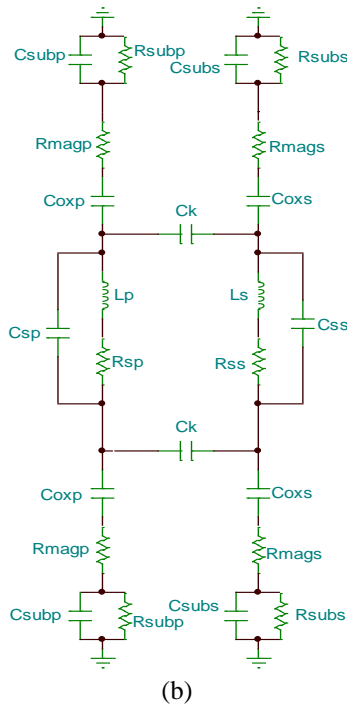 Csubp Rsubp Csubs Rsubs
Rmagp Rmags
Coxp Coxs
Ck
Lp Ls
Csp Css
Rsp Rss
Ck
Coxp Coxs
Rmagp Rmags
Csubp Rsubp Csubs Rsubs
(b)